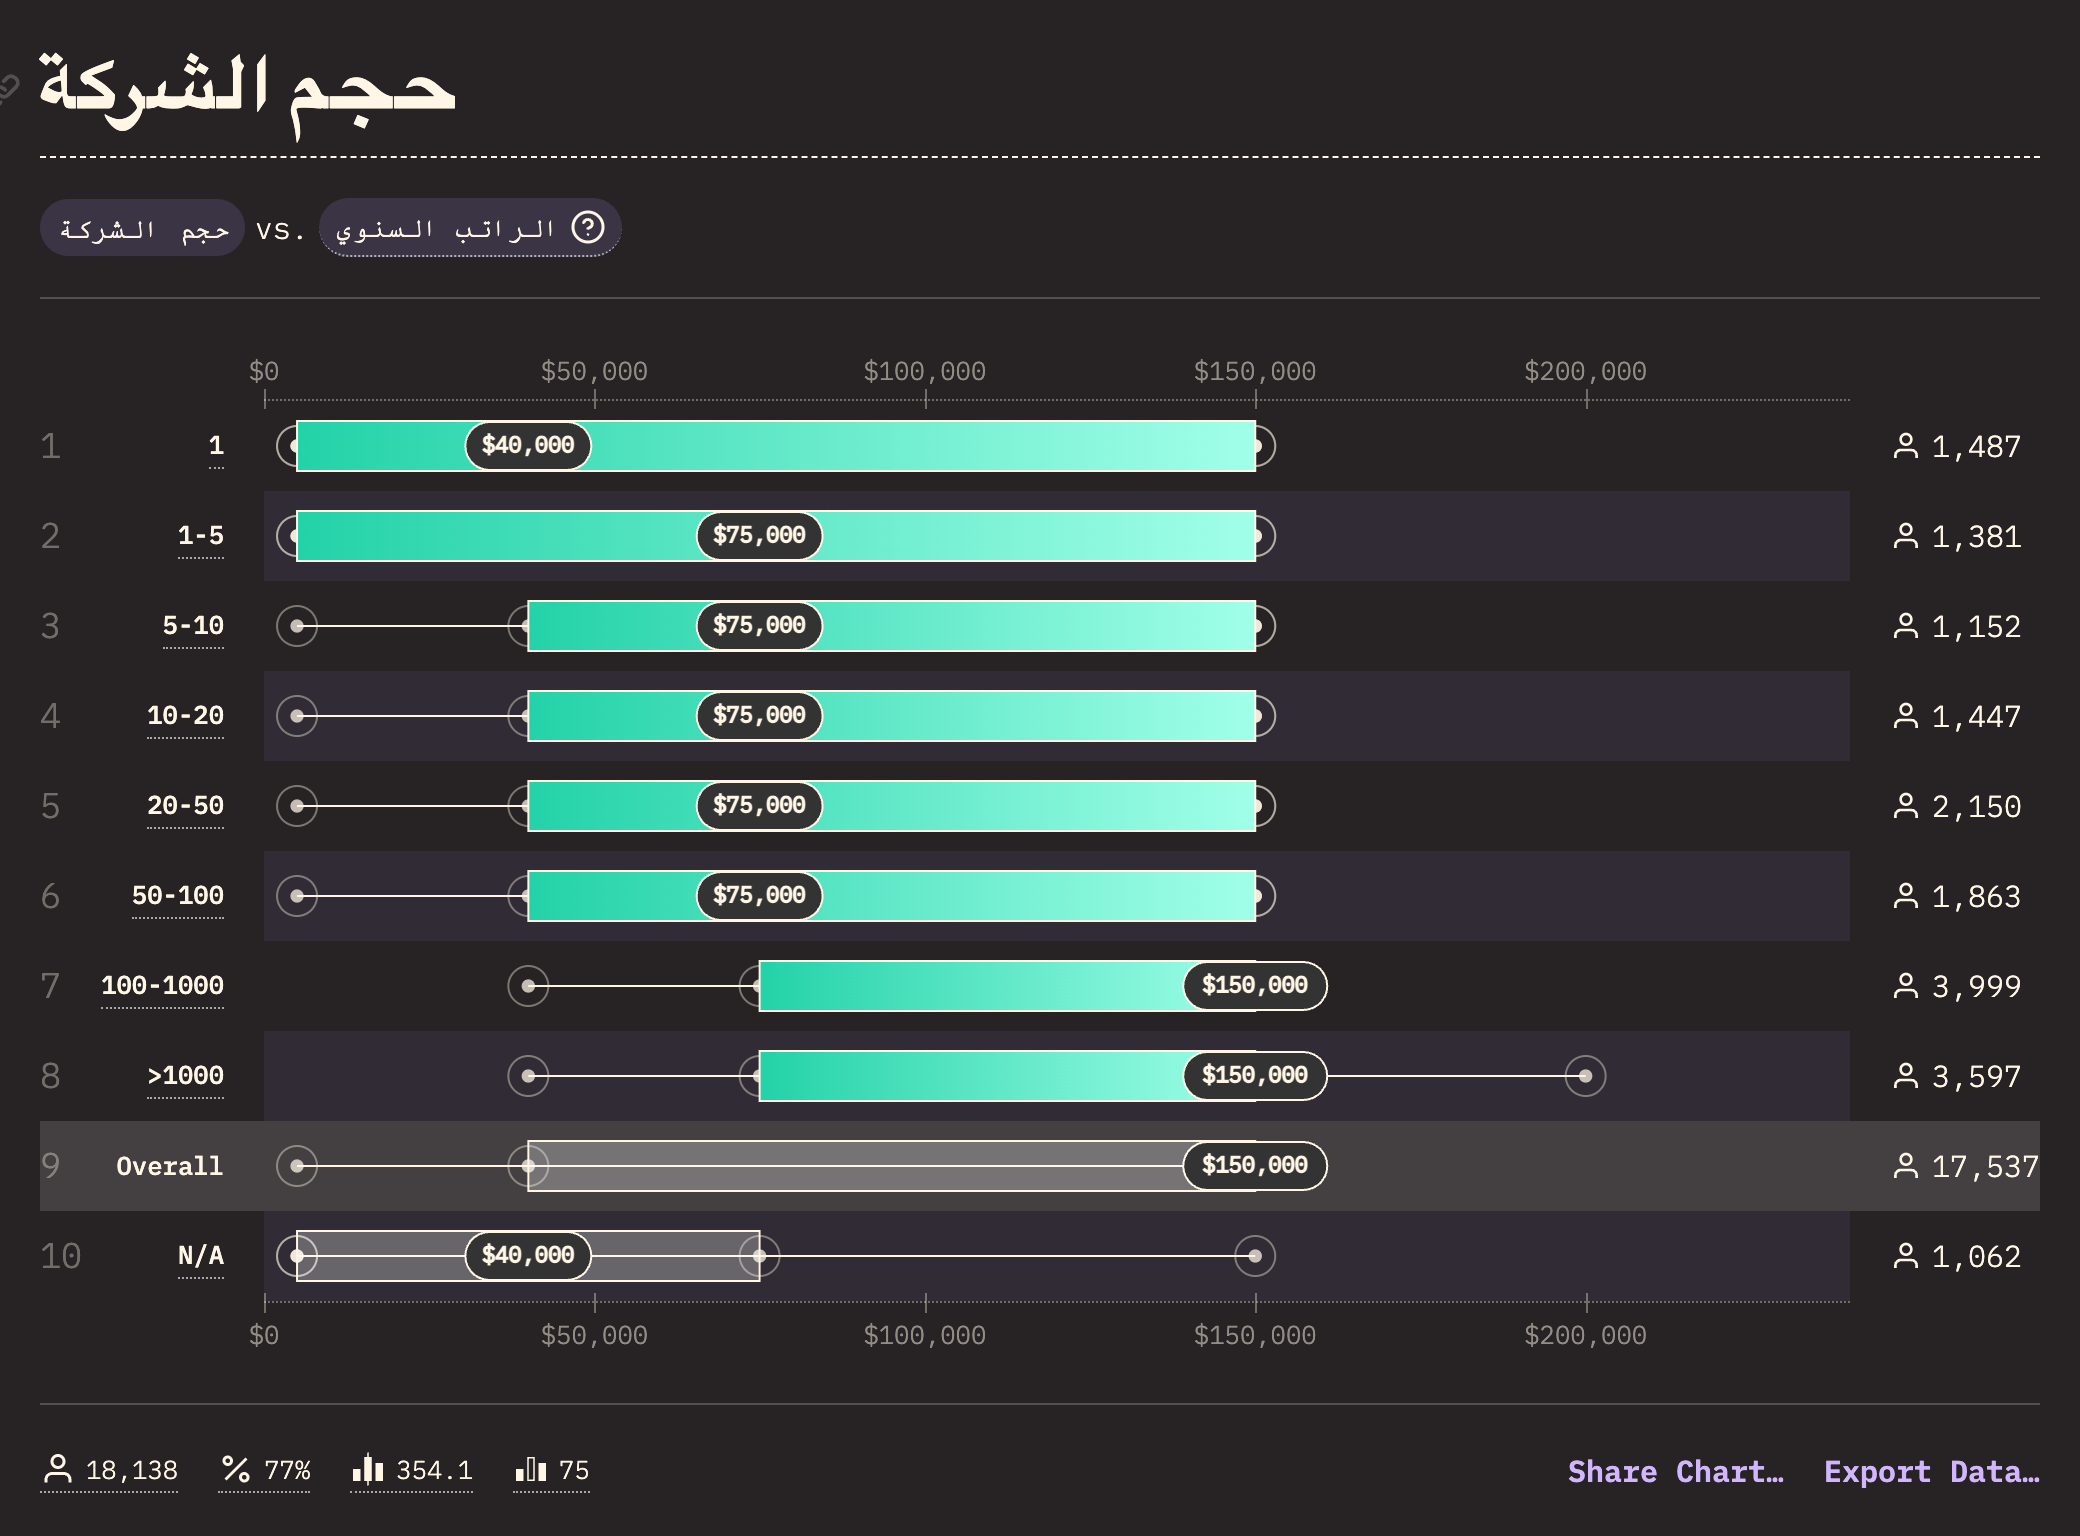 حجم الشركة
حجم الشركة vs. الراتب السنوي
$0 $50,000 $100,000 $150,000 $200,000
1 1 $40,000 1,487
2 1-5 $75,000 1,381
3 5-10 $75,000 1,152
4 10-20 $75,000 1,447
5 20-50 $75,000 2,150
6 50-100 $75,000 1,863
7 100-1000 $150,000 3,999
8 >1000 $150,000 3,597
9 Overall $150,000 17,537
10 N/A $40,000 1,062
$0 $50,000 $100,000 $150,000 $200,000
18,138 77% 354.1 75 Share Chart… Export Data…